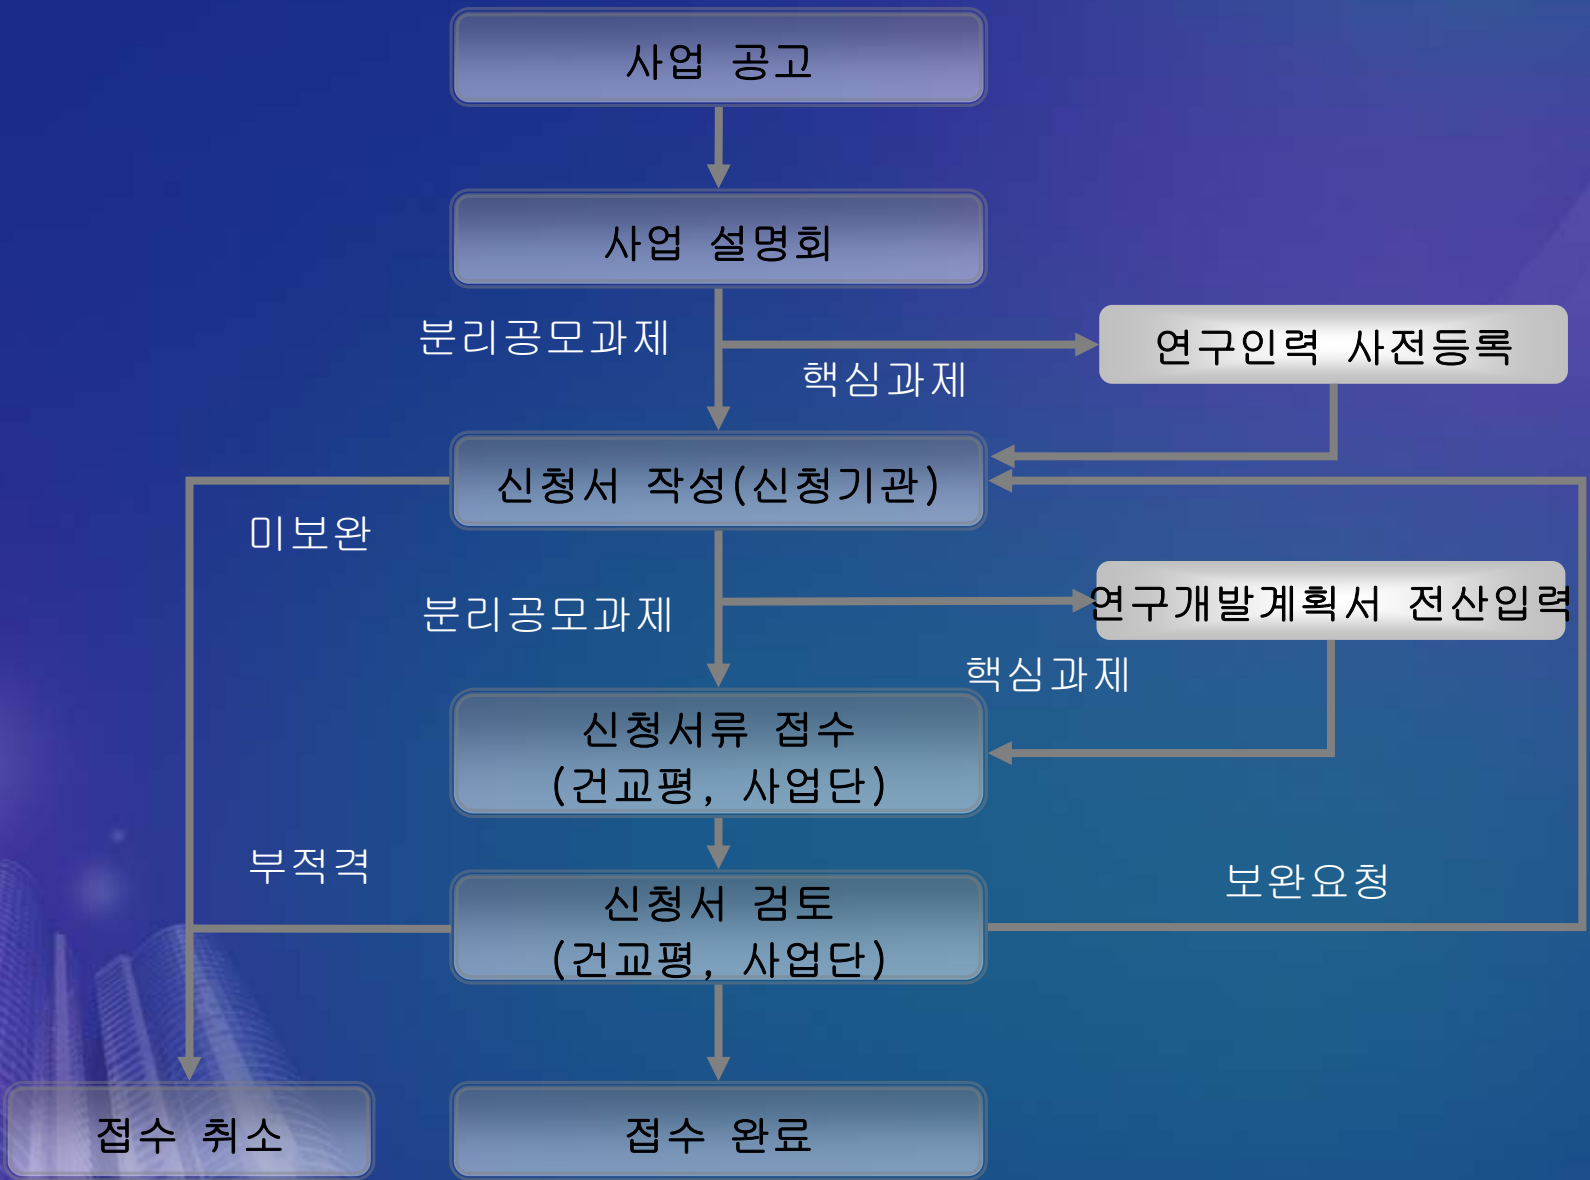 사업 공고
사업 설명회
분리공모과제
핵심과제
연구인력 사전등록
신청서 작성(신청기관)
미보완
분리공모과제
연구개발계획서 전산입력
핵심과제
신청서류 접수
(건교평, 사업단)
부적격
보완요청
신청서 검토
(건교평, 사업단)
접수 취소
접수 완료